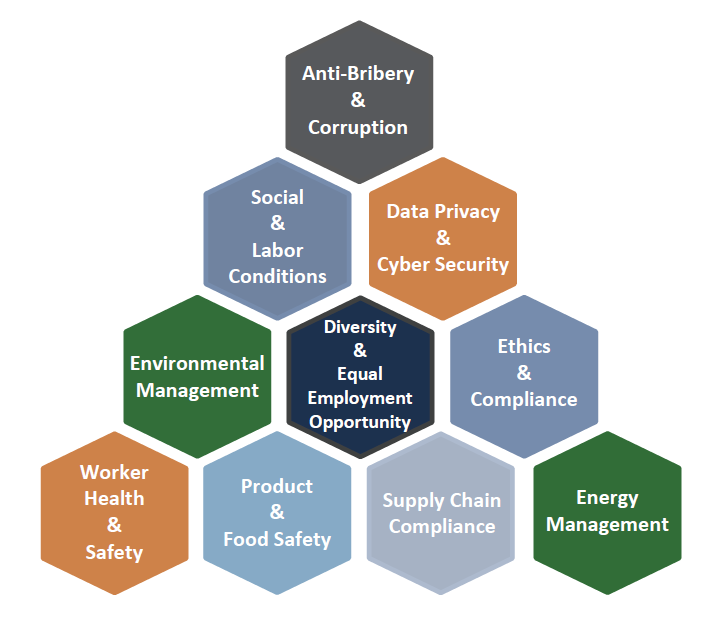 Anti-Bribery
&
Corruption
Social
&
Labor
Conditions
Data Privacy
&
Cyber Security
Environmental
Management
Diversity
&
Equal
Employment
Opportunity
Ethics
&
Compliance
Worker
Health
&
Safety
Product
&
Food Safety
Supply Chain
Compliance
Energy
Management